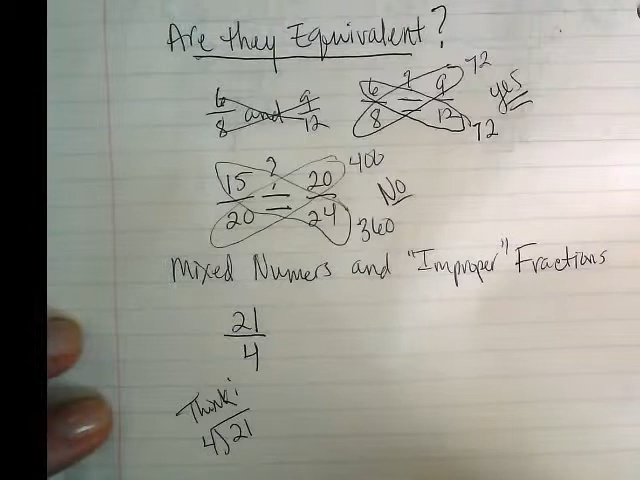 Are they Equivalent?
6/8 and 9/12 6/8 ?= 9/12 72 72 yes
15/20 ?= 20/24 400 360 No
Mixed Numers and "Improper" Fractions
21/4
Think:
4)21